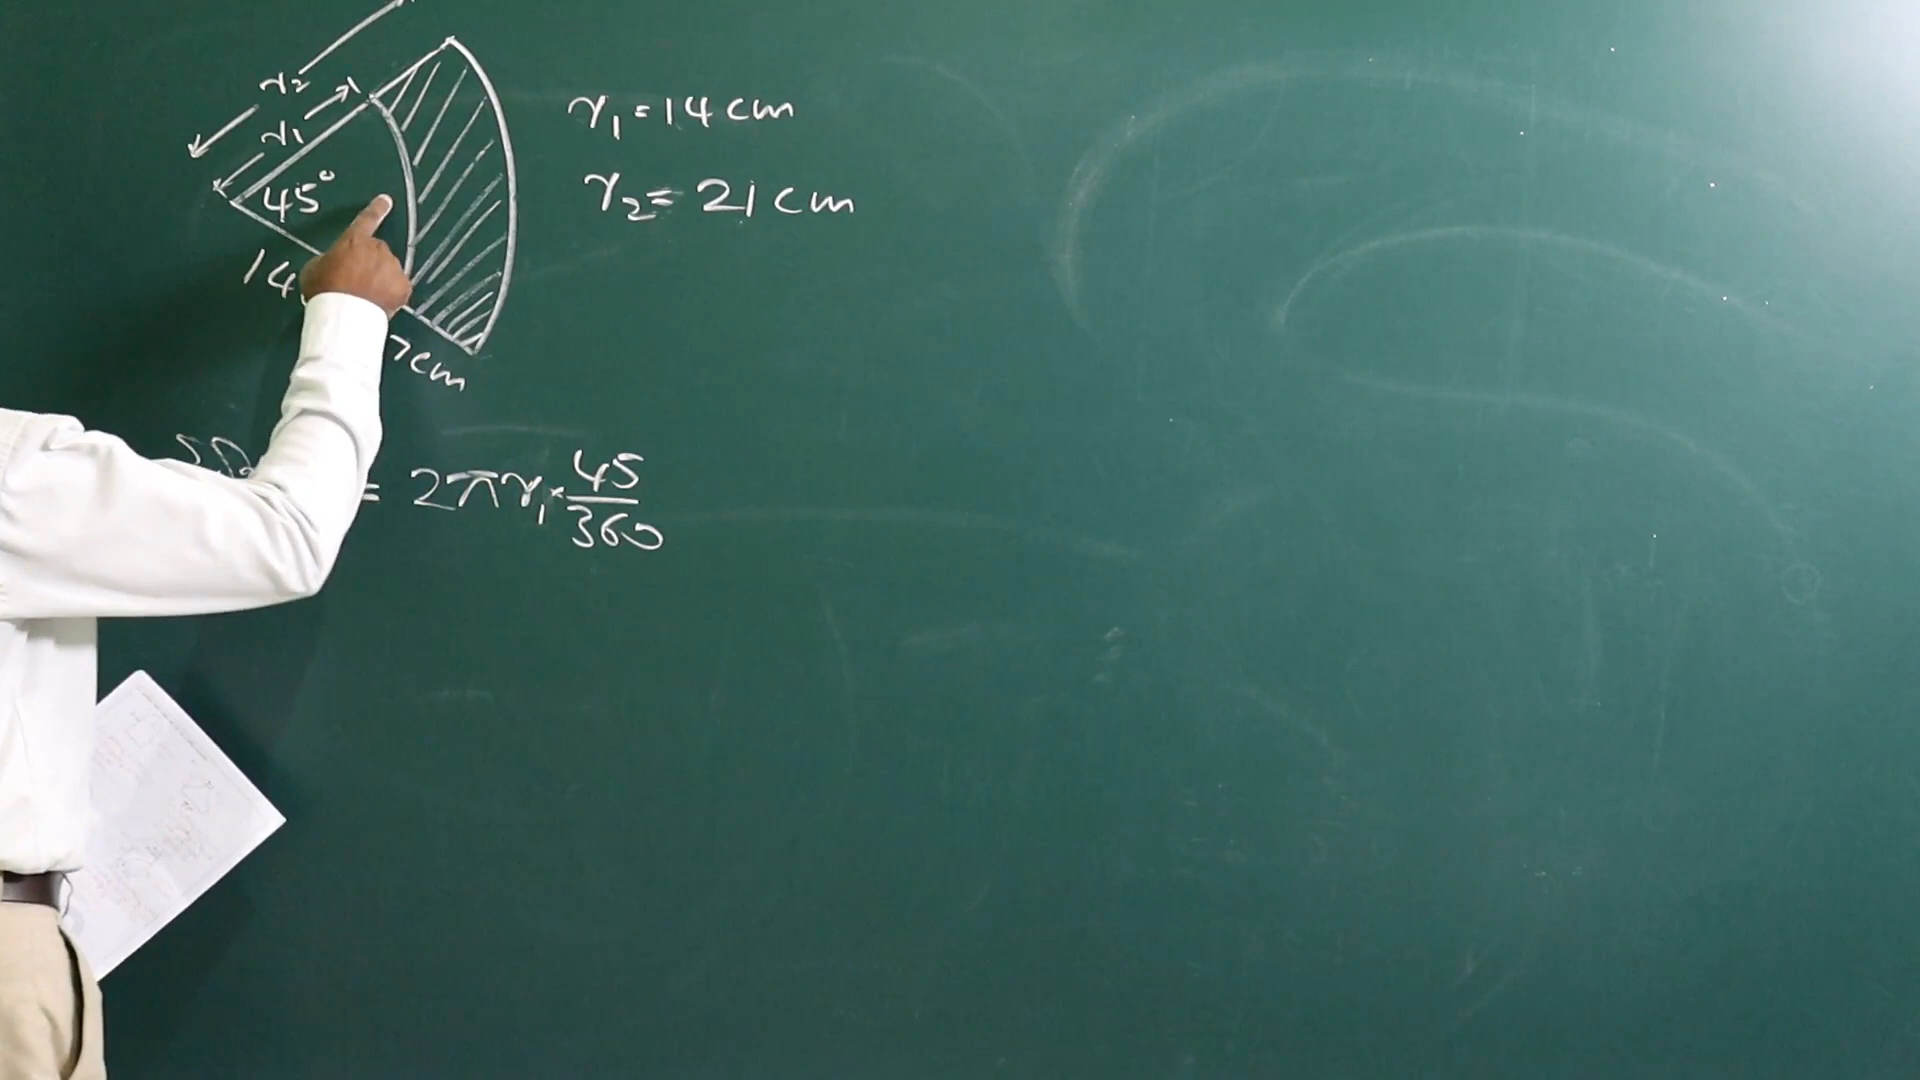 r2
r1
45°
14
7cm
r1 = 14 cm
r2 = 21 cm
= 2πr1 × 45/360